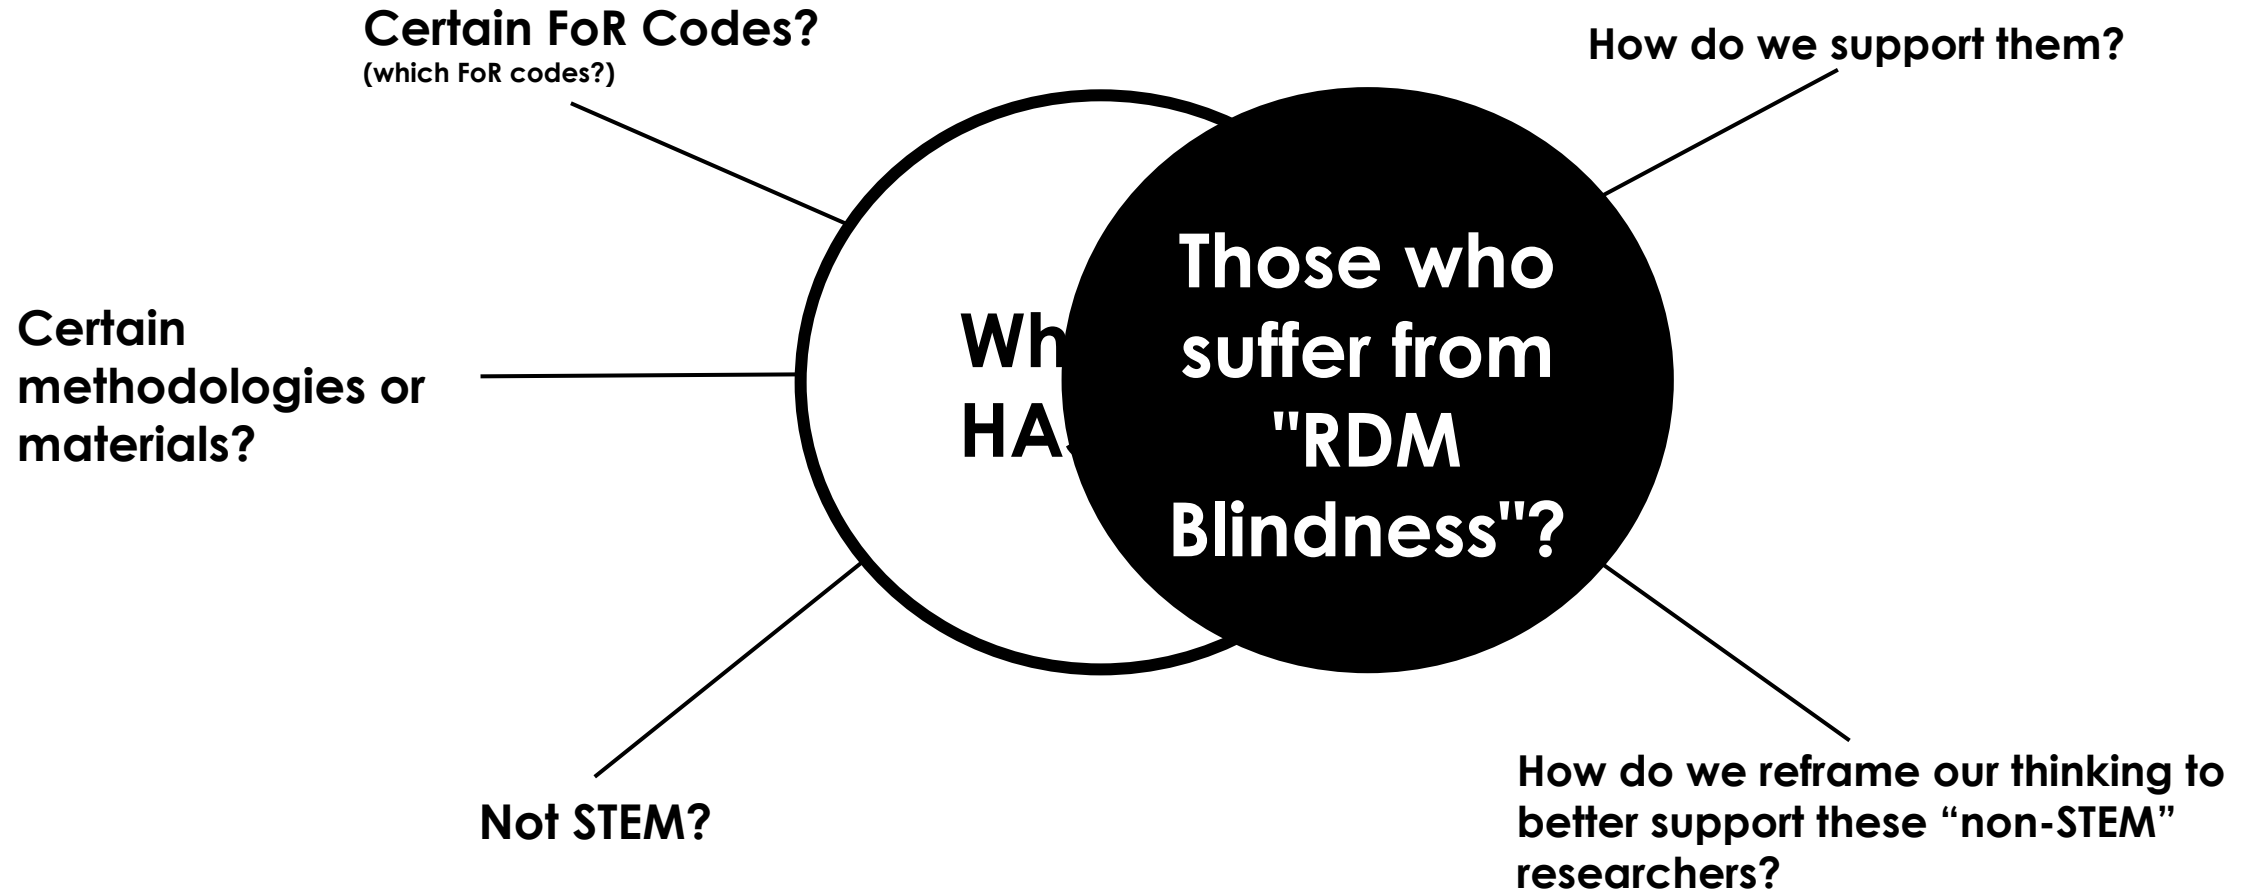 Certain FoR Codes?
(which FoR codes?)
How do we support them?
Certain
methodologies or
materials?
Those who
suffer from
"RDM
Blindness"?
Not STEM?
How do we reframe our thinking to
better support these “non-STEM”
researchers?